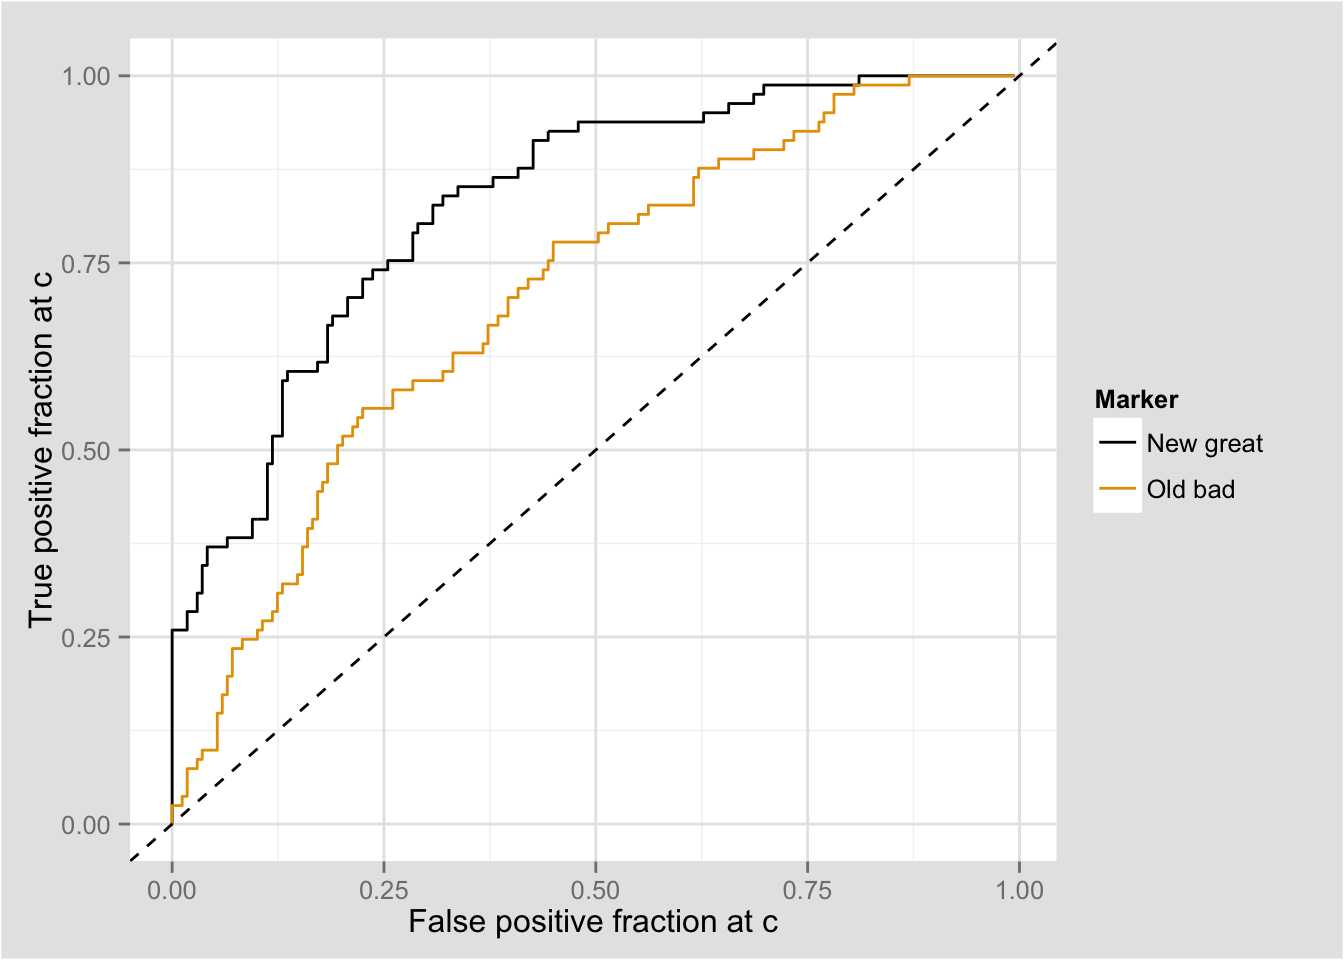 1.00
0.75
0.50
0.25
0.00
True positive fraction at c
0.00 0.25 0.50 0.75 1.00
False positive fraction at c
Marker
New great
Old bad